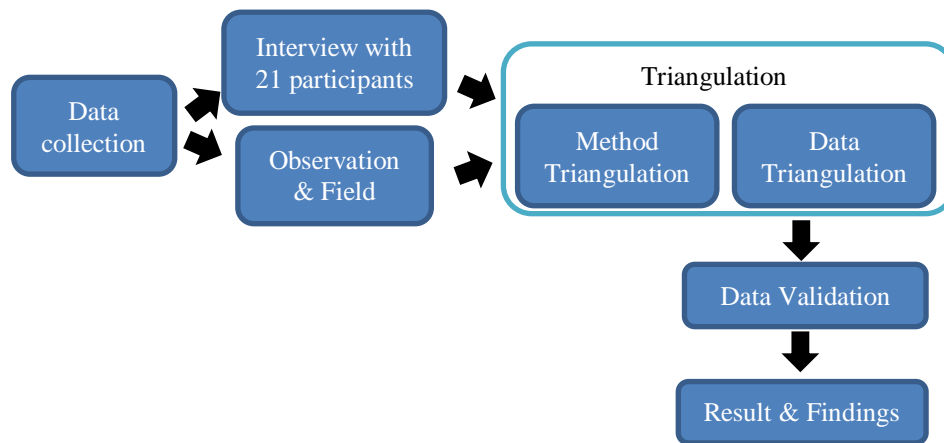 Data
collection
Interview with
21 participants
Observation
& Field
Triangulation
Method
Triangulation
Data
Triangulation
Data Validation
Result & Findings